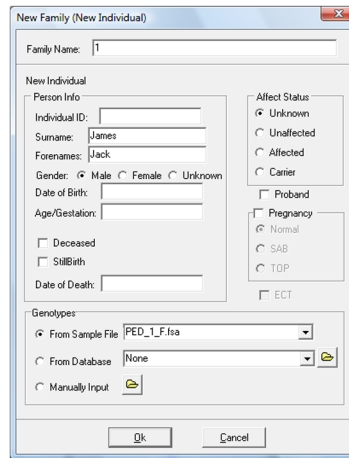 New Family (New Individual)
Family Name: 1
New Individual
Person Info
Individual ID:
Surname: James
Forenames: Jack
Gender: Male Female Unknown
Date of Birth:
Age/Gestation:
Deceased
StillBirth
Date of Death:
Affect Status
Unknown
Unaffected
Affected
Carrier
Proband
Pregnancy
Normal
SAB
TOP
ECT
Genotypes
From Sample File PED_1_F.fsa
From Database None
Manually Input
Ok Cancel